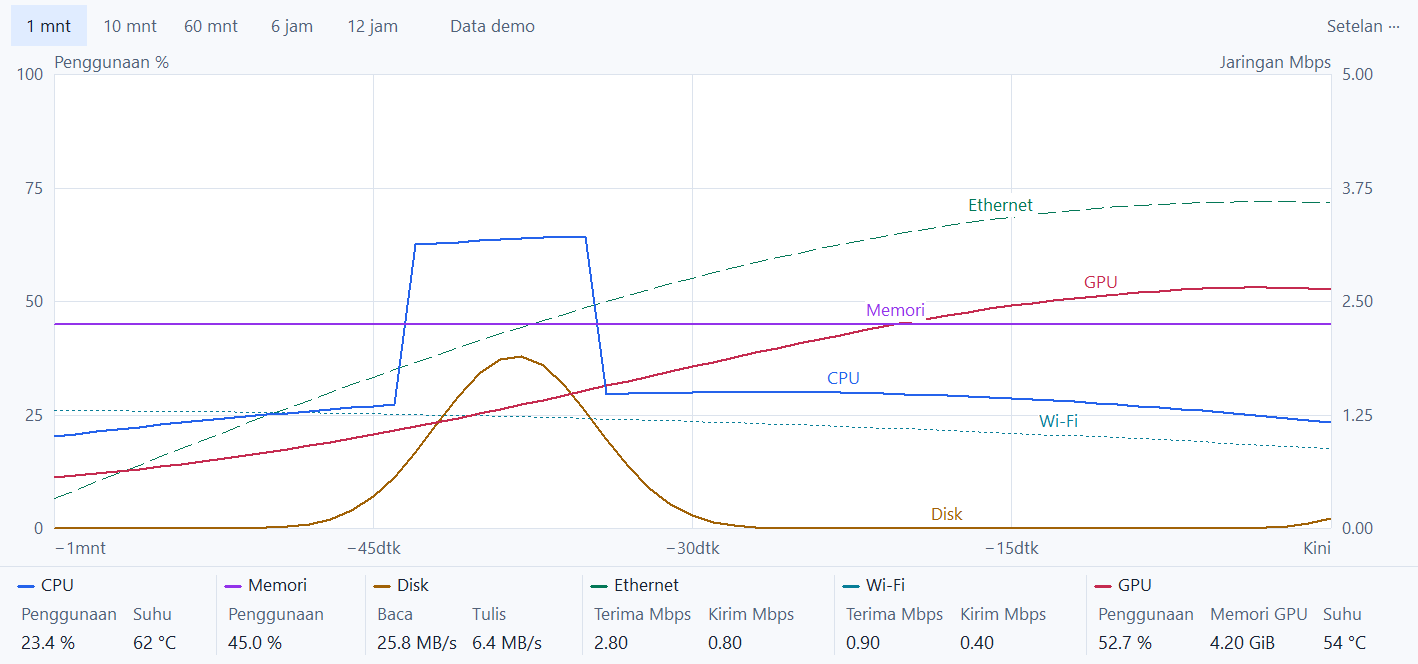 1 mnt 10 mnt 60 mnt 6 jam 12 jam Data demo Setelan ···
Penggunaan % Jaringan Mbps
100 5.00
75 3.75
Ethernet
GPU
50 2.50
Memori
CPU
25 1.25
Wi-Fi
Disk
0 0.00
−1mnt −45dtk −30dtk −15dtk Kini
CPU Memori Disk Ethernet Wi-Fi GPU
Penggunaan Suhu Penggunaan Baca Tulis Terima Mbps Kirim Mbps Terima Mbps Kirim Mbps Penggunaan Memori GPU Suhu
23.4 % 62 °C 45.0 % 25.8 MB/s 6.4 MB/s 2.80 0.80 0.90 0.40 52.7 % 4.20 GiB 54 °C